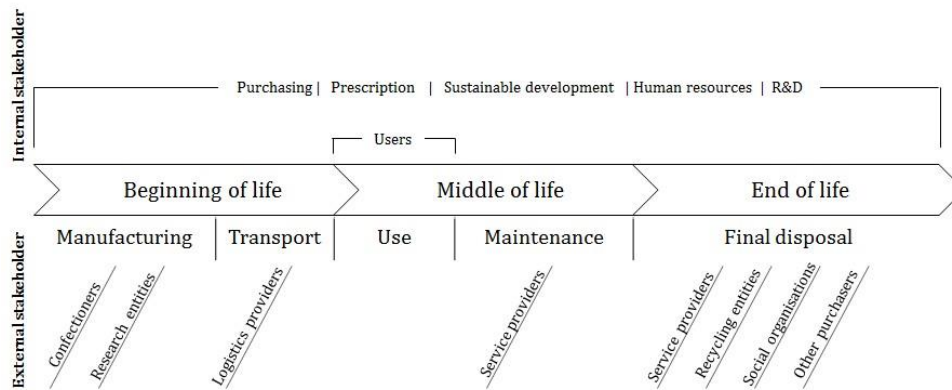 Internal stakeholder
Purchasing | Prescription | Sustainable development | Human resources | R&D
Users
Beginning of life
Middle of life
End of life
Manufacturing
Transport
Use
Maintenance
Final disposal
External stakeholder
Confectioners
Research entities
Logistics providers
Service providers
Service providers
Recycling entities
Social organisations
Other purchasers